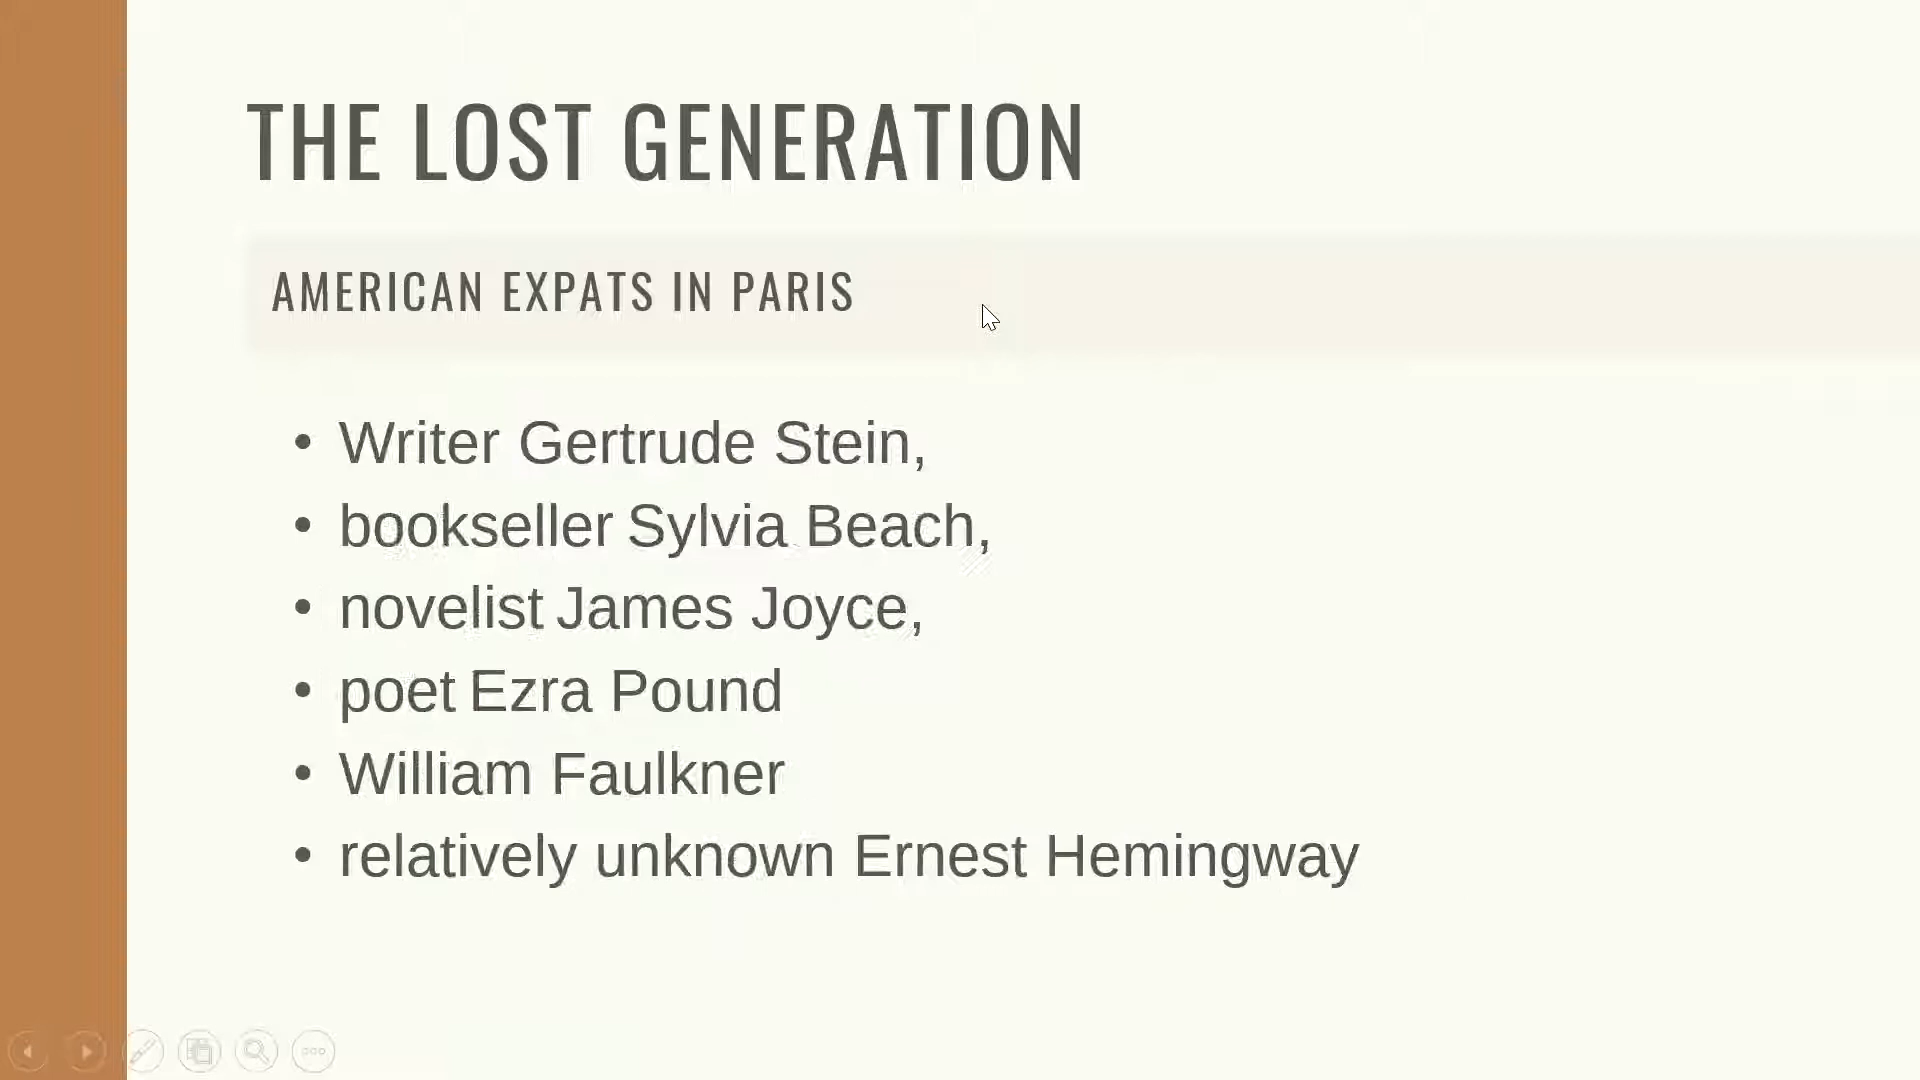 THE LOST GENERATION
AMERICAN EXPATS IN PARIS
• Writer Gertrude Stein,
• bookseller Sylvia Beach,
• novelist James Joyce,
• poet Ezra Pound
• William Faulkner
• relatively unknown Ernest Hemingway